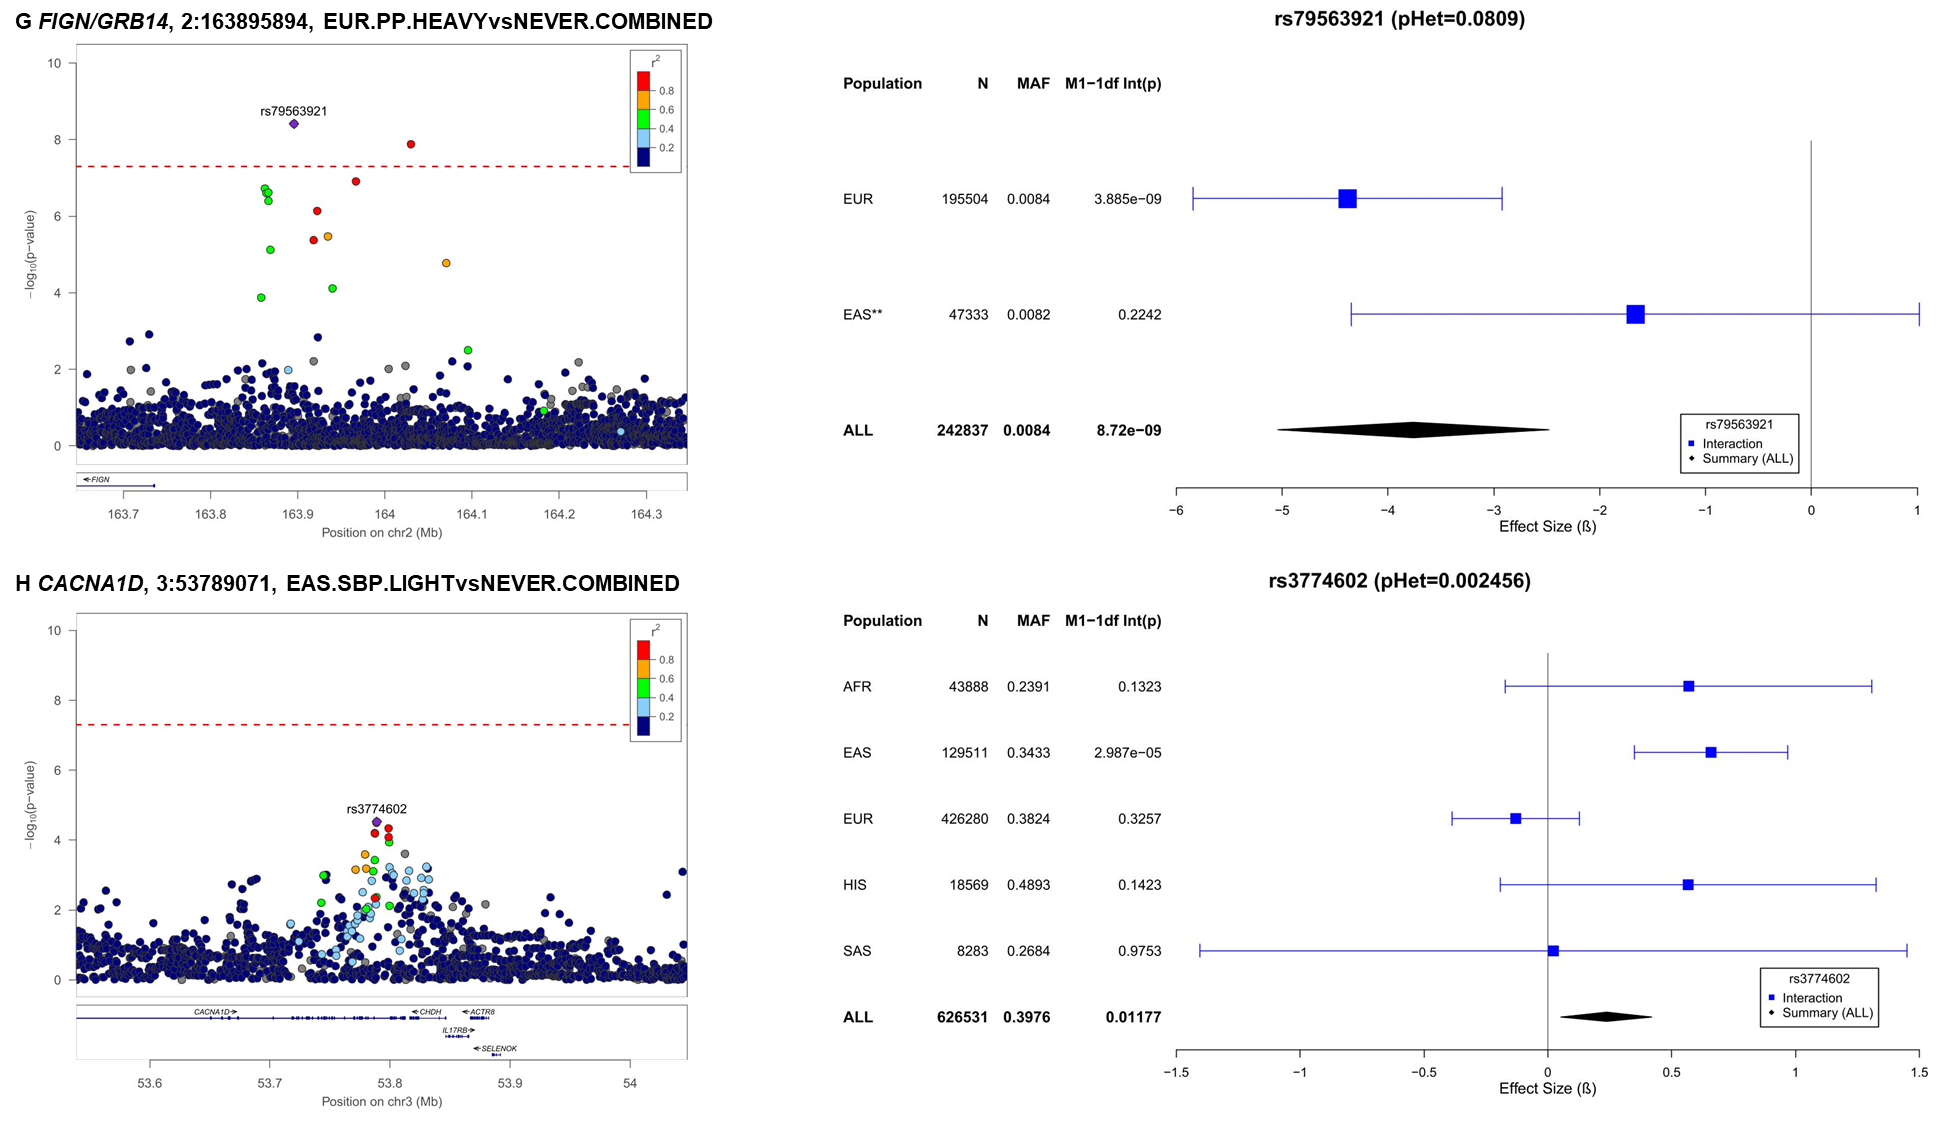 G FIGN/GRB14, 2:163895894, EUR.PP.HEAVYvsNEVER.COMBINED
10
8
6
4
2
0
−log10(p−value)
rs79563921
r2
0.8
0.6
0.4
0.2
FIGN
163.7 163.8 163.9 164 164.1 164.2 164.3
Position on chr2 (Mb)
rs79563921 (pHet=0.0809)
Population N MAF M1−1df Int(p)
EUR 195504 0.0084 3.885e−09
EAS** 47333 0.0082 0.2242
ALL 242837 0.0084 8.72e−09
rs79563921
Interaction
Summary (ALL)
−6 −5 −4 −3 −2 −1 0 1
Effect Size (ß)
H CACNA1D, 3:53789071, EAS.SBP.LIGHTvsNEVER.COMBINED
10
8
6
4
2
0
−log10(p−value)
rs3774602
r2
0.8
0.6
0.4
0.2
CACNA1D CHDH ACTR8
IL17RB
SELENOK
53.6 53.7 53.8 53.9 54
Position on chr3 (Mb)
rs3774602 (pHet=0.002456)
Population N MAF M1−1df Int(p)
AFR 43888 0.2391 0.1323
EAS 129511 0.3433 2.987e−05
EUR 426280 0.3824 0.3257
HIS 18569 0.4893 0.1423
SAS 8283 0.2684 0.9753
ALL 626531 0.3976 0.01177
rs3774602
Interaction
Summary (ALL)
−1.5 −1 −0.5 0 0.5 1 1.5
Effect Size (ß)